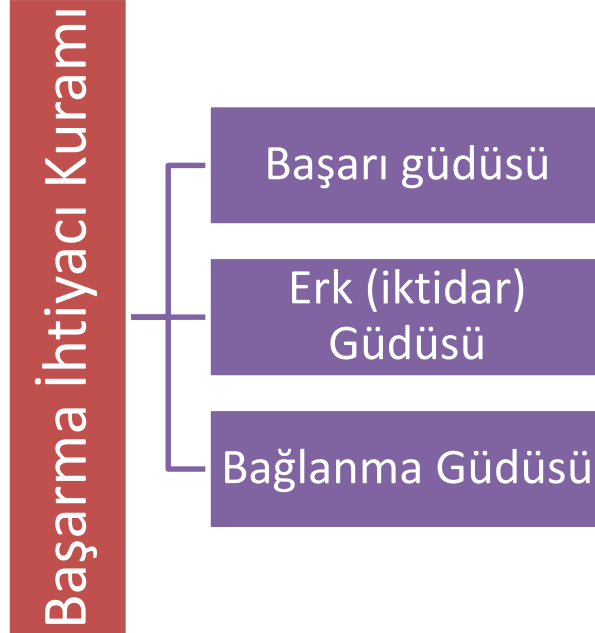 Başarma İhtiyacı Kuramı
Başarı güdüsü
Erk (iktidar)
Güdüsü
Bağlanma Güdüsü